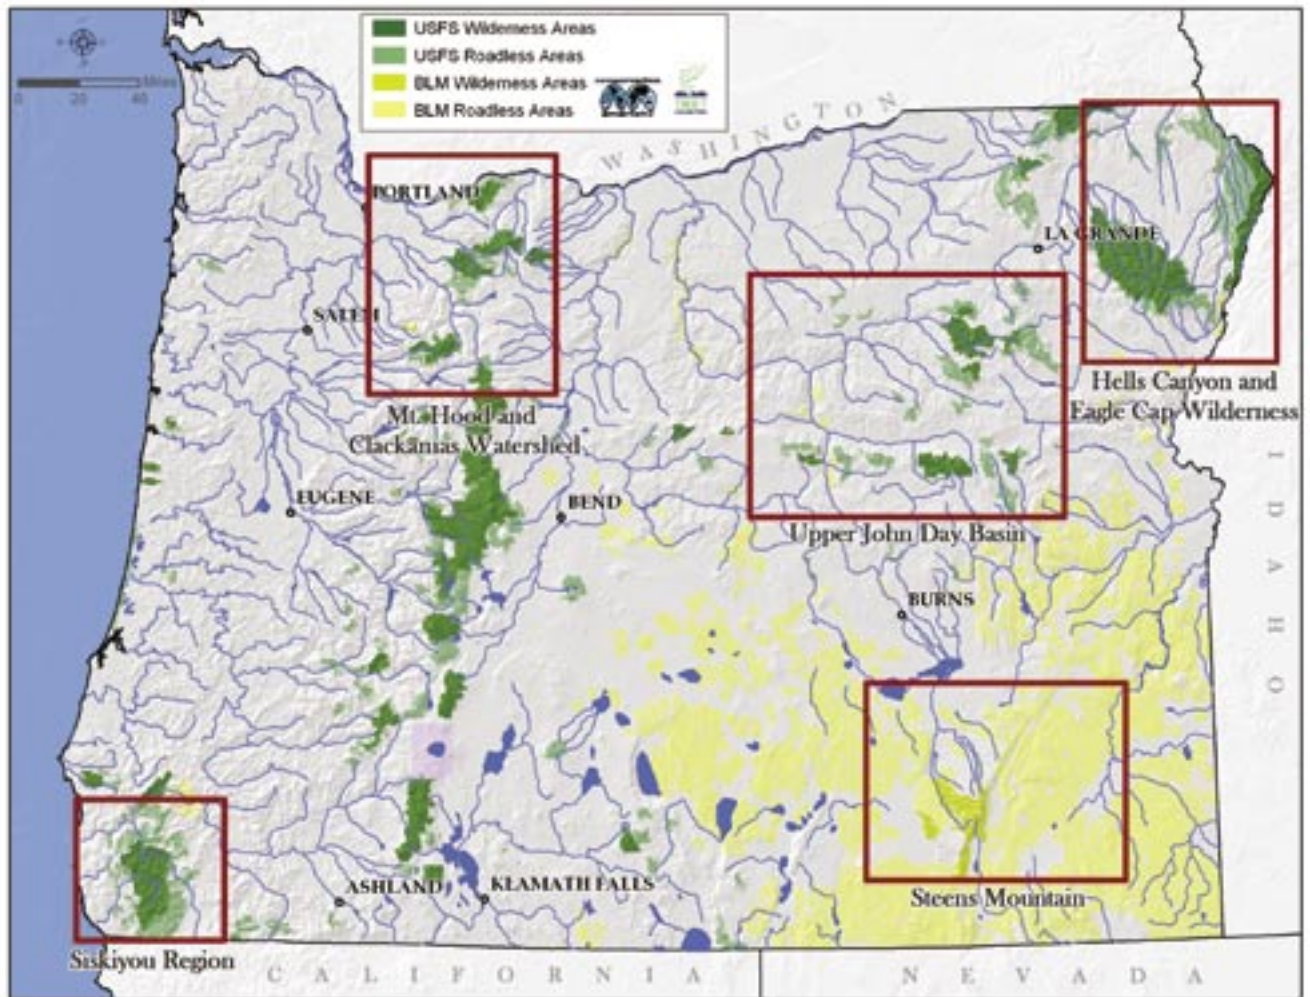 USFS Wilderness Areas
USFS Roadless Areas
BLM Wilderness Areas
BLM Roadless Areas
Miles
0 20 40
WASHINGTON
PORTLAND
LA GRANDE
SALEM
Hells Canyon and
Eagle Cap Wilderness
Mt. Hood and
Clackamas Watershed
EUGENE
BEND
Upper John Day Basin
IDAHO
BURNS
ASHLAND
KLAMATH FALLS
Steens Mountain
Siskiyou Region
CALIFORNIA
NEVADA